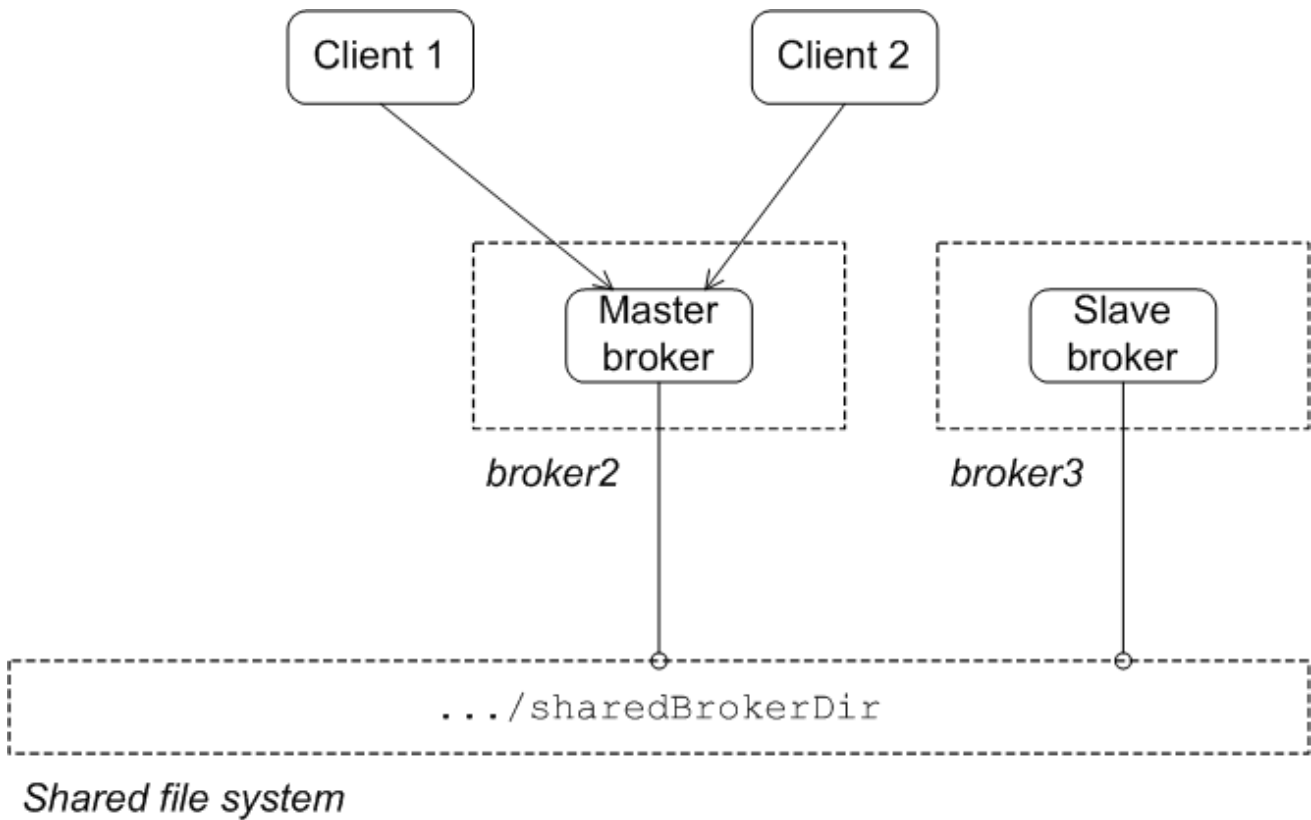 Client 1
Client 2
Master
broker
Slave
broker
broker2
broker3
.../sharedBrokerDir
Shared file system